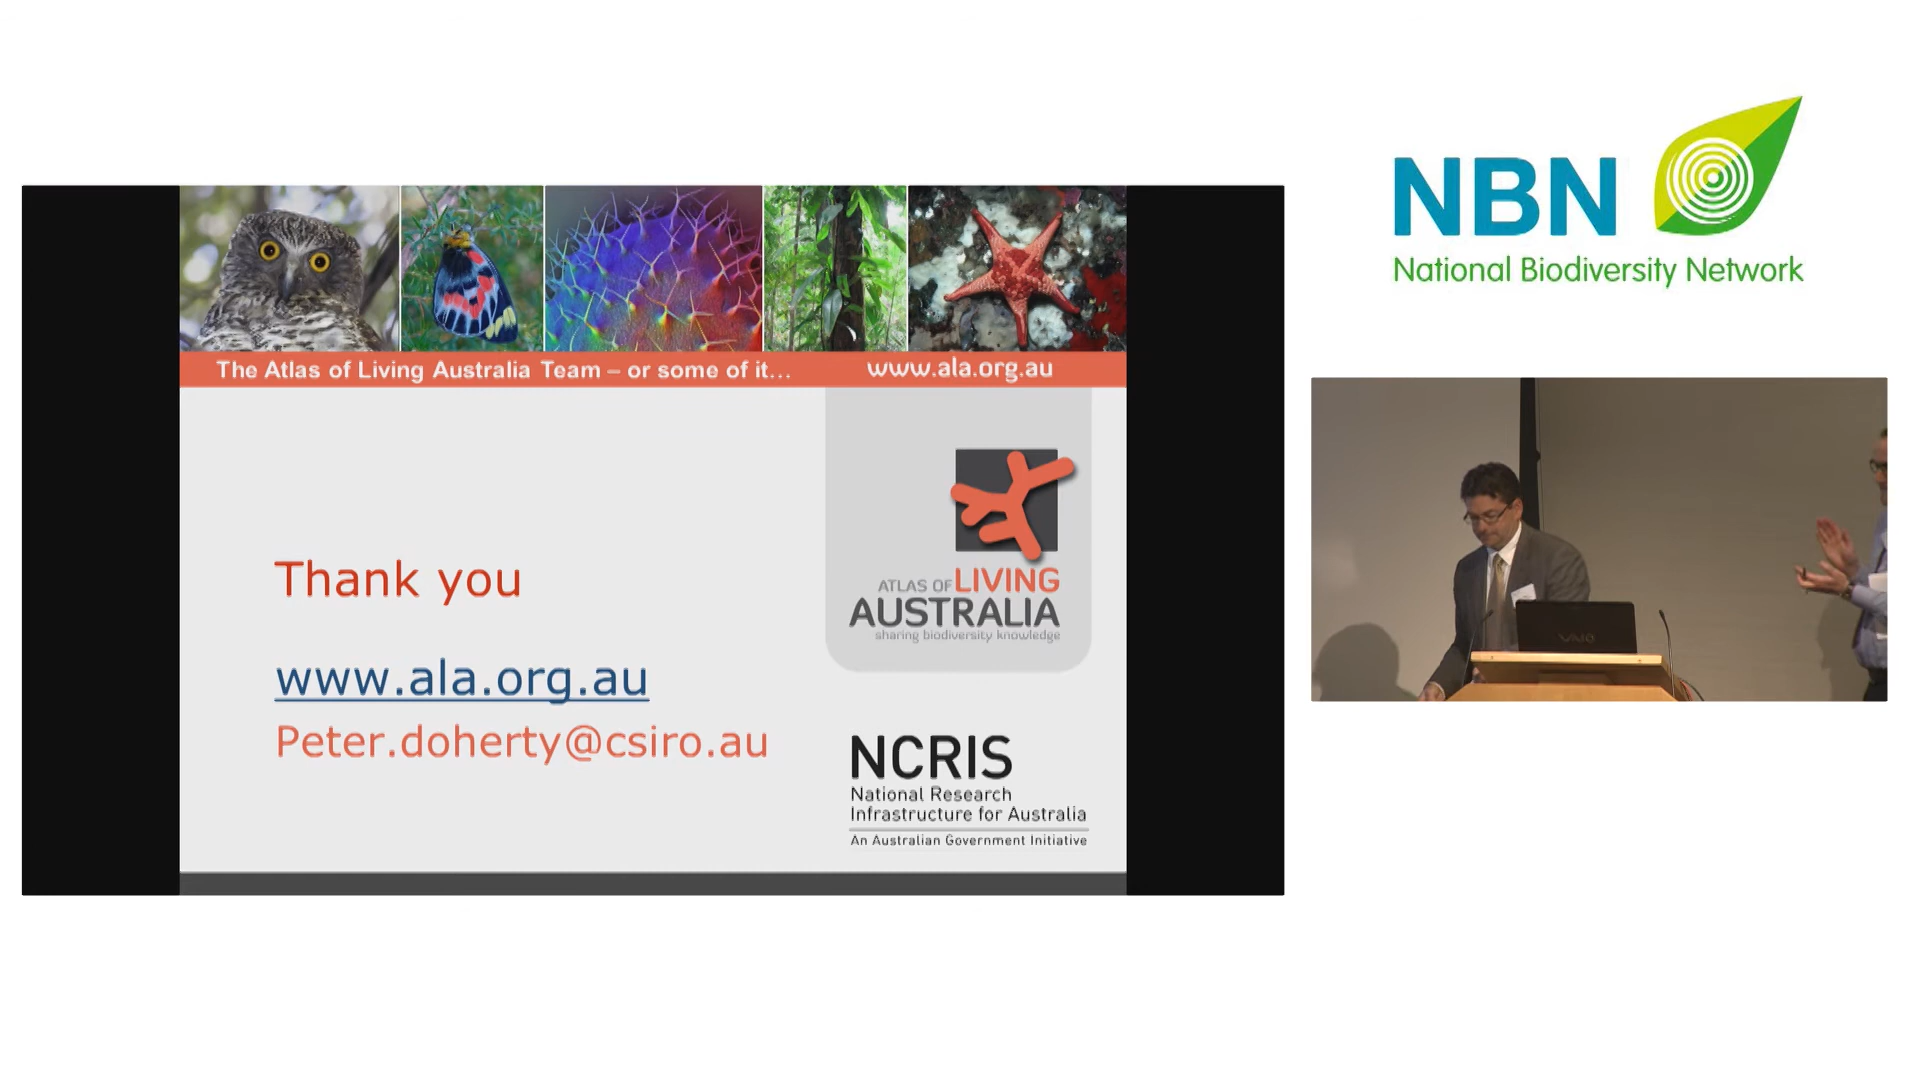 The Atlas of Living Australia Team – or some of it...
www.ala.org.au
Thank you
www.ala.org.au
Peter.doherty@csiro.au
ATLAS OF LIVING
AUSTRALIA
sharing biodiversity knowledge
NCRIS
National Research
Infrastructure for Australia
An Australian Government Initiative
NBN
National Biodiversity Network
VAIO